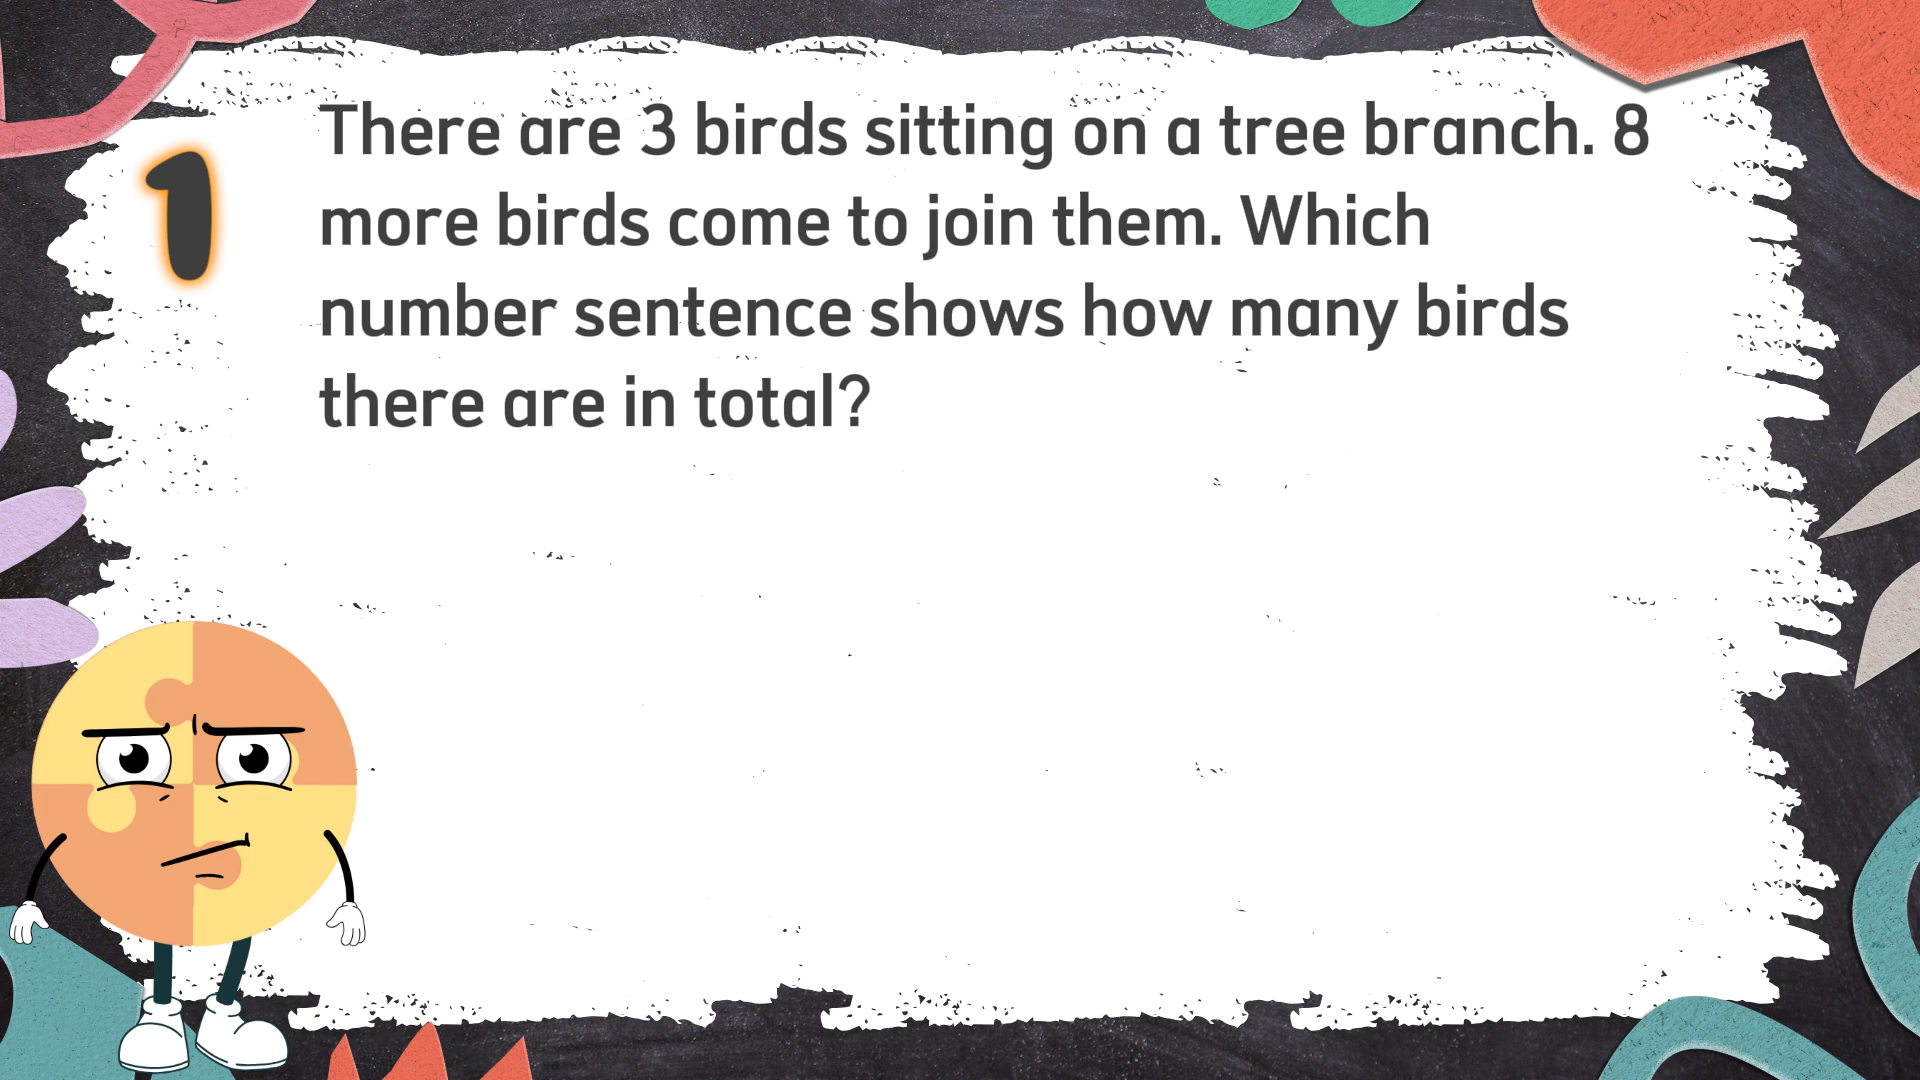 1
There are 3 birds sitting on a tree branch. 8
more birds come to join them. Which
number sentence shows how many birds
there are in total?